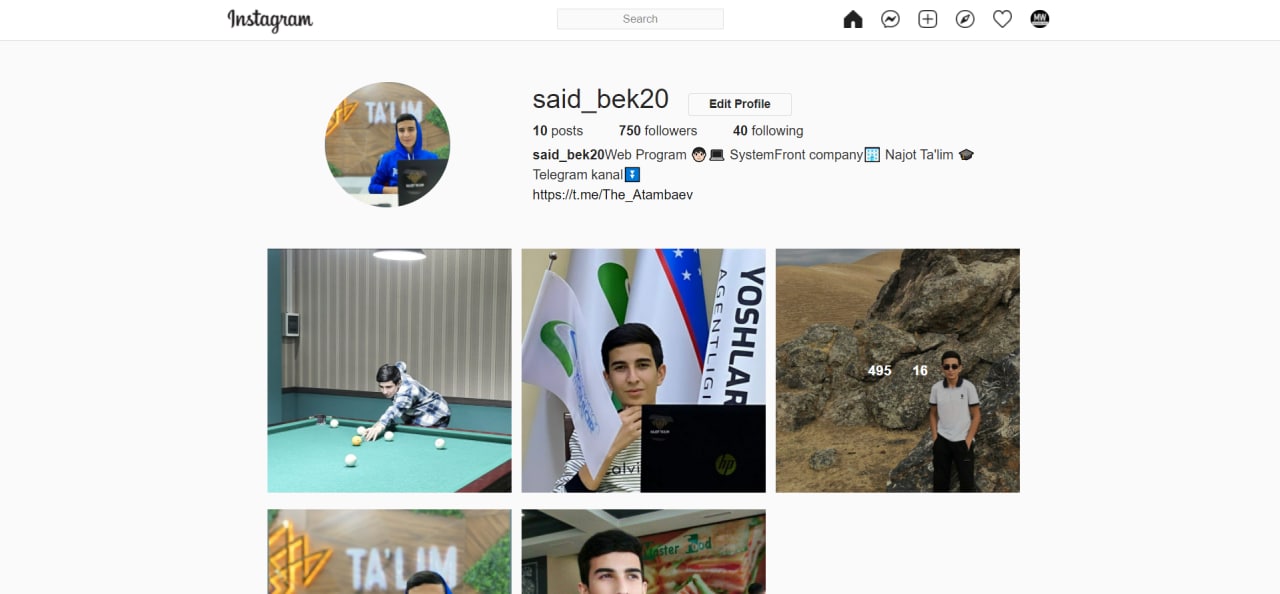 Instagram
Search
MW
said_bek20
Edit Profile
10 posts 750 followers 40 following
said_bek20Web Program 🧑🏻💻 SystemFront company🏢 Najot Ta'lim 🎓
Telegram kanal⏬
https://t.me/The_Atambaev
TA'LIM
YOSHLAR
AGENTLIGI
hp
495 16
TA'LIM
Master Food